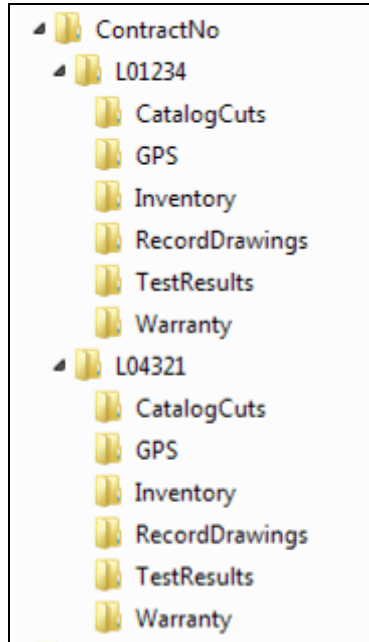 ContractNo
L01234
CatalogCuts
GPS
Inventory
RecordDrawings
TestResults
Warranty
L04321
CatalogCuts
GPS
Inventory
RecordDrawings
TestResults
Warranty